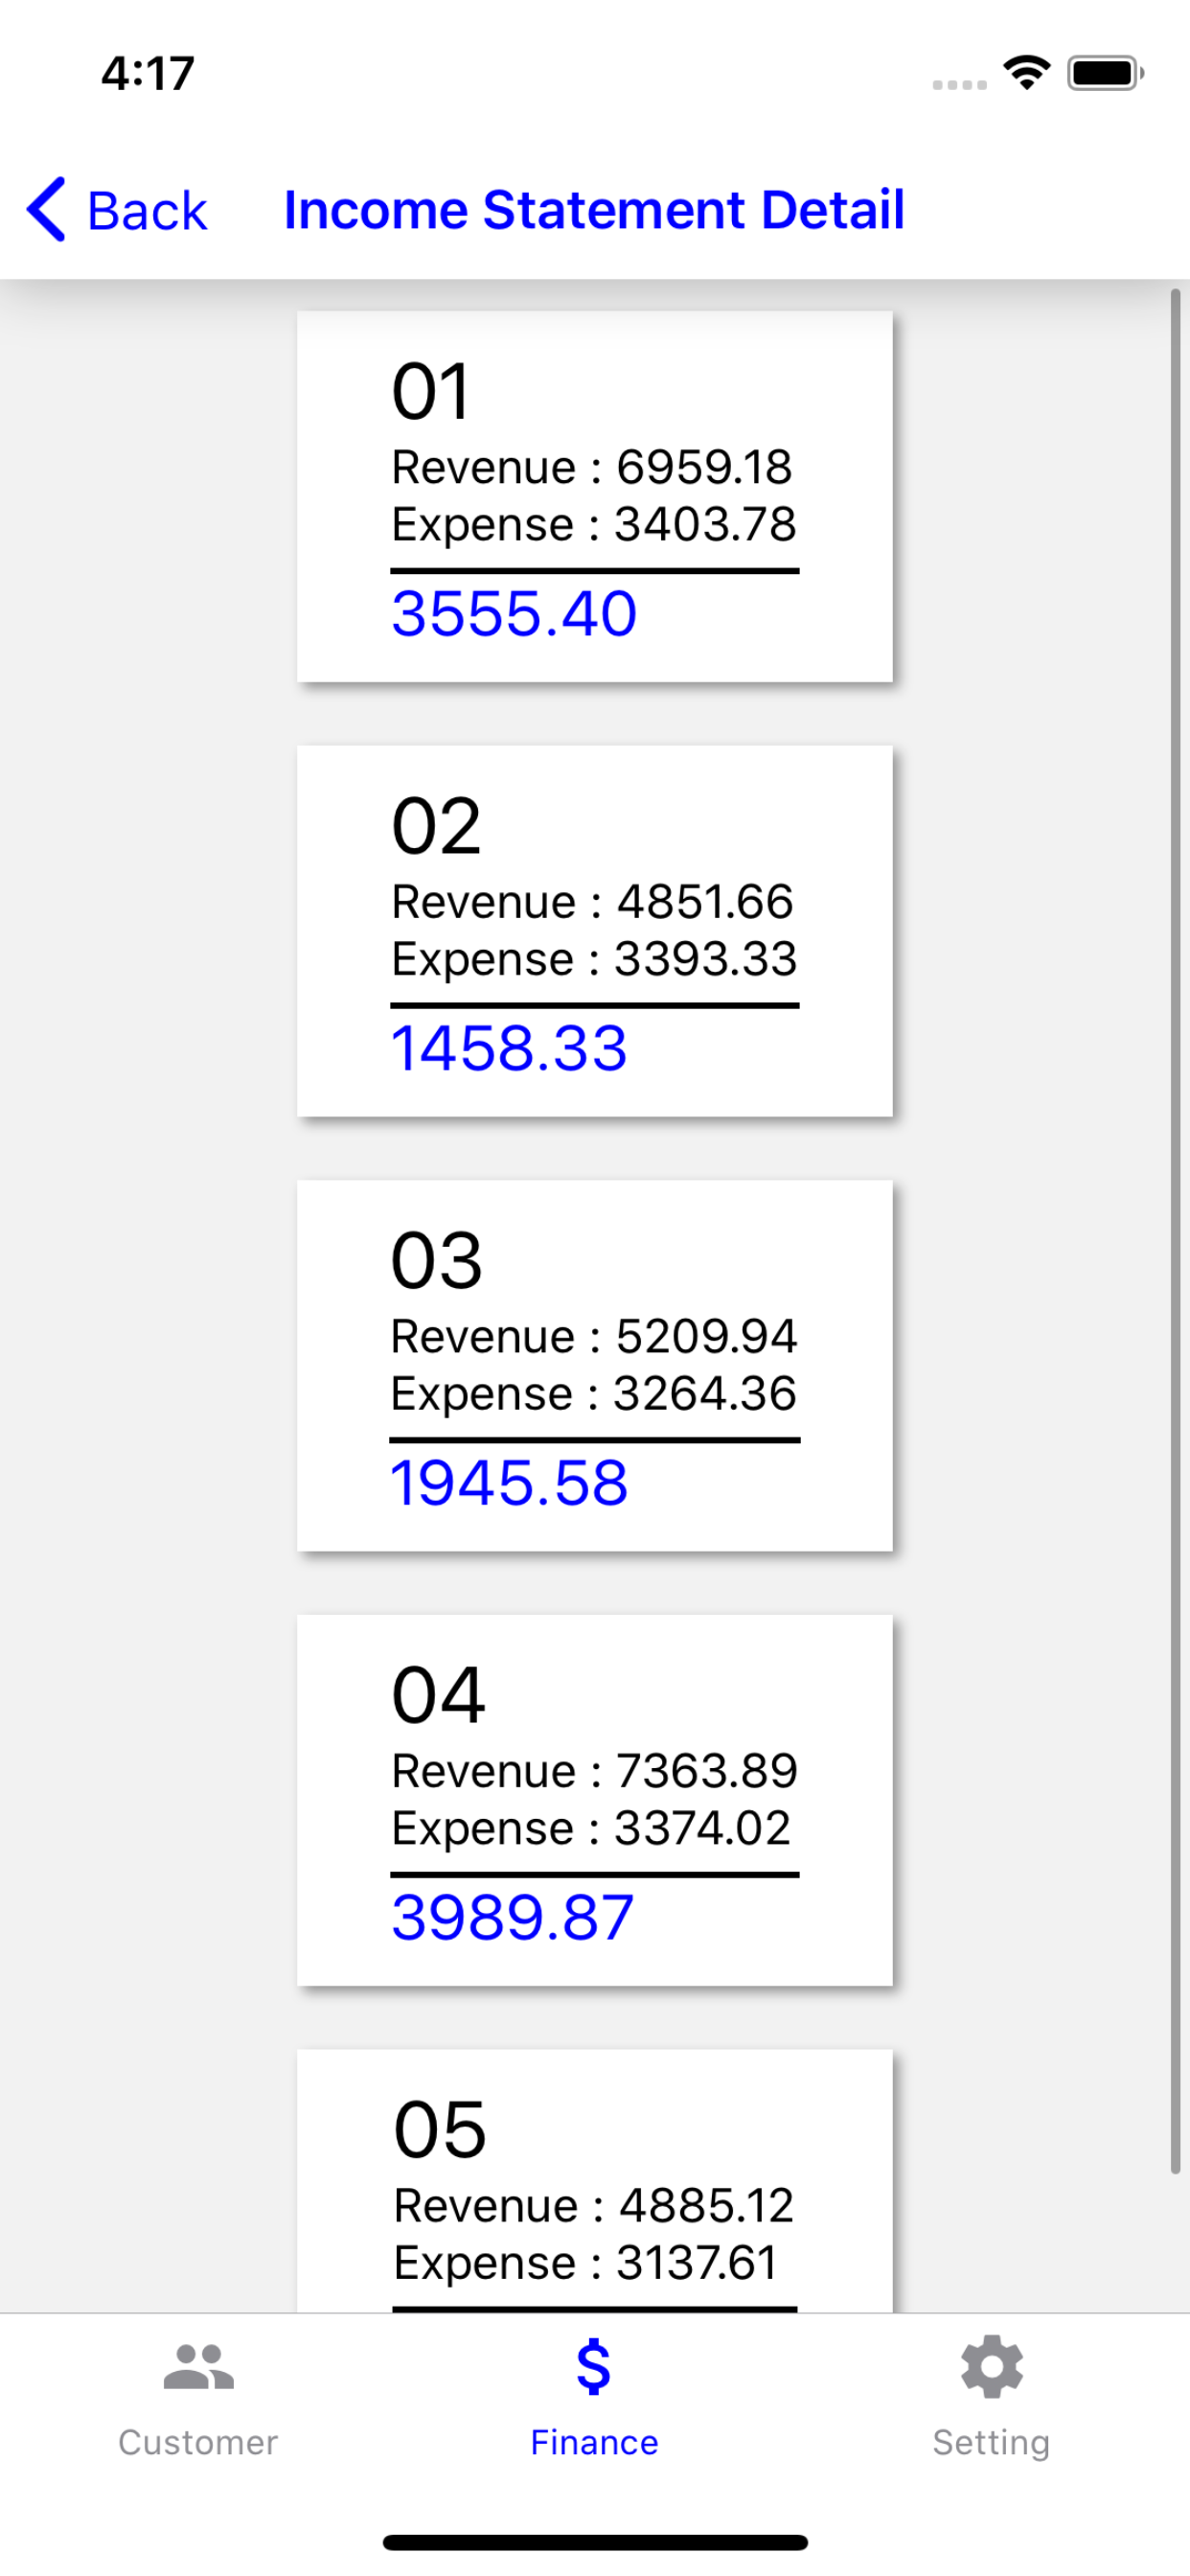 4:17
Back
Income Statement Detail
01
Revenue : 6959.18
Expense : 3403.78
3555.40
02
Revenue : 4851.66
Expense : 3393.33
1458.33
03
Revenue : 5209.94
Expense : 3264.36
1945.58
04
Revenue : 7363.89
Expense : 3374.02
3989.87
05
Revenue : 4885.12
Expense : 3137.61
Customer
Finance
Setting